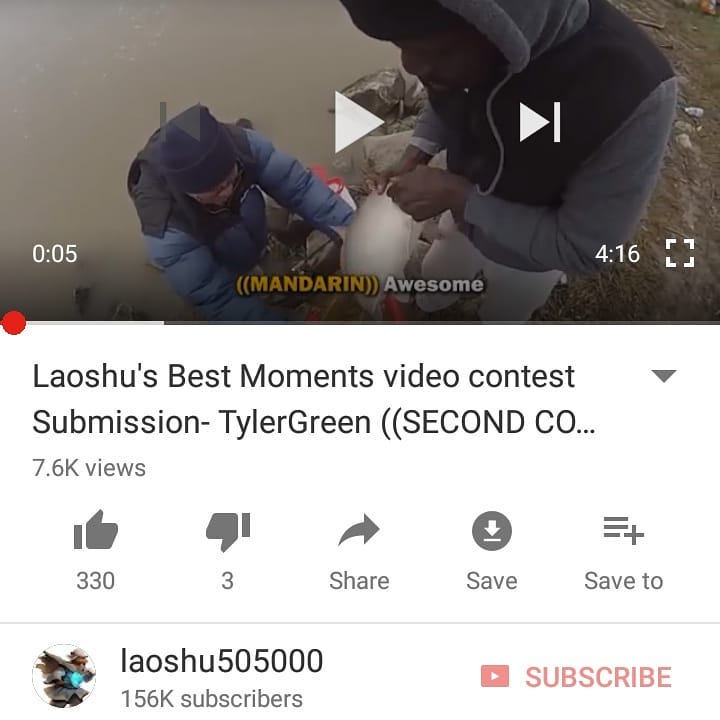 0:05
4:16
((MANDARIN)) Awesome
Laoshu's Best Moments video contest
Submission- TylerGreen ((SECOND CO...
7.6K views
330
3
Share
Save
Save to
laoshu505000
SUBSCRIBE
156K subscribers